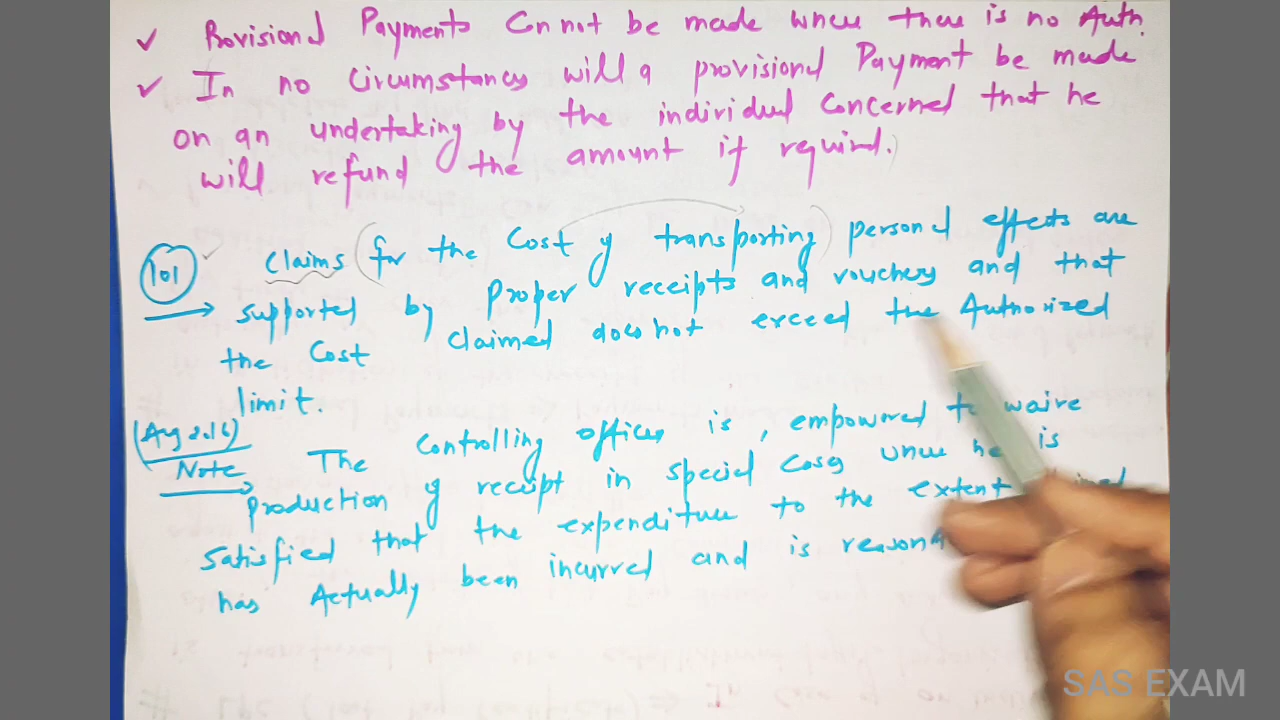 ✓ Provisional Payments Cannot be made where there is no Auth.
✓ In no Circumstances will a provisional Payment be made
on an undertaking by the individual Concerned that he
will refund the amount if required.
101 Claims (for the Cost of transporting) personal effects are
supported by Proper receipts and vouchers and that
the Cost claimed does not exceed the Authorized
limit.
(Aug 2016)
Note The Controlling officer is, empowered to waive
production of receipt in special Cases where he is
satisfied that the expenditure to the extent
has Actually been incurred and is
SAS EXAM